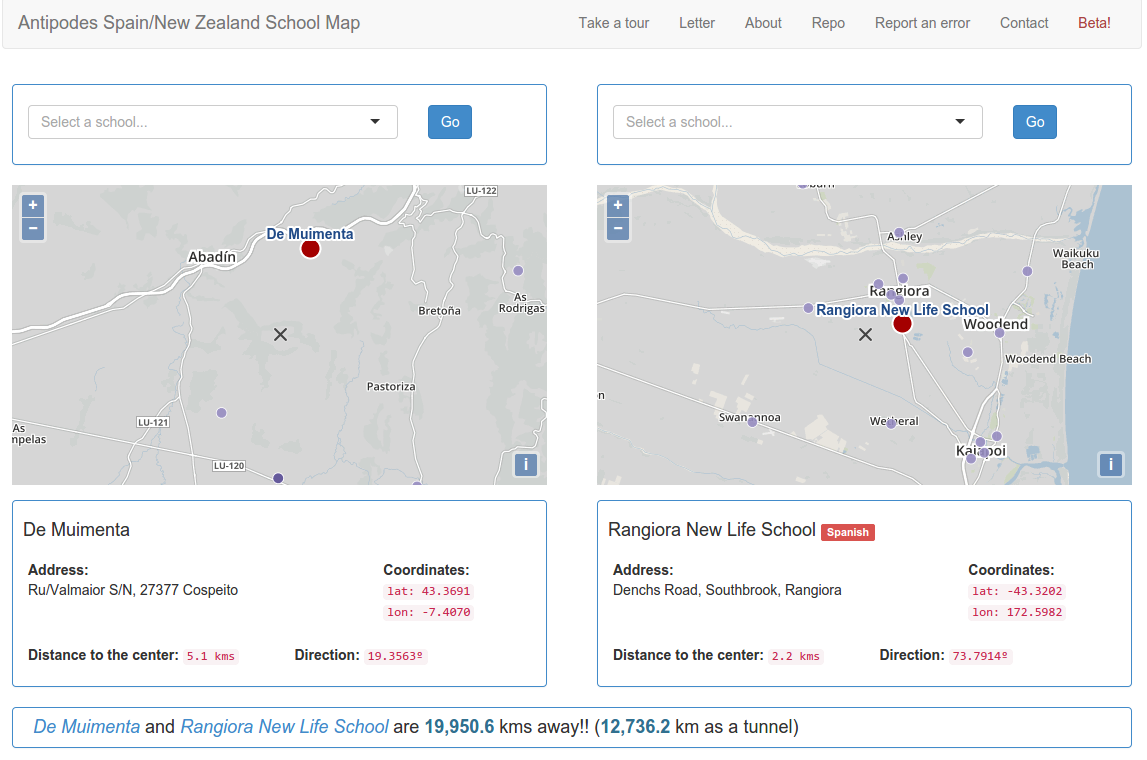 Antipodes Spain/New Zealand School Map
Take a tour Letter About Repo Report an error Contact Beta!
Select a school... Go
Select a school... Go
+
−
LU-122
De Muimenta
Abadín
As
Rodrigas
Bretoña
Pastoriza
LU-121
As
LU-120
i
+
−
Ashley
Waikuku
Beach
Rangiora
Rangiora New Life School
Woodend
Woodend Beach
Swannanoa
Wetheral
Kaiapoi
i
De Muimenta
Address: Coordinates:
Ru/Valmaior S/N, 27377 Cospeito lat: 43.3691
lon: -7.4070
Distance to the center: 5.1 kms Direction: 19.3563º
Rangiora New Life School Spanish
Address: Coordinates:
Denchs Road, Southbrook, Rangiora lat: -43.3202
lon: 172.5982
Distance to the center: 2.2 kms Direction: 73.7914º
De Muimenta and Rangiora New Life School are 19,950.6 kms away!! (12,736.2 km as a tunnel)